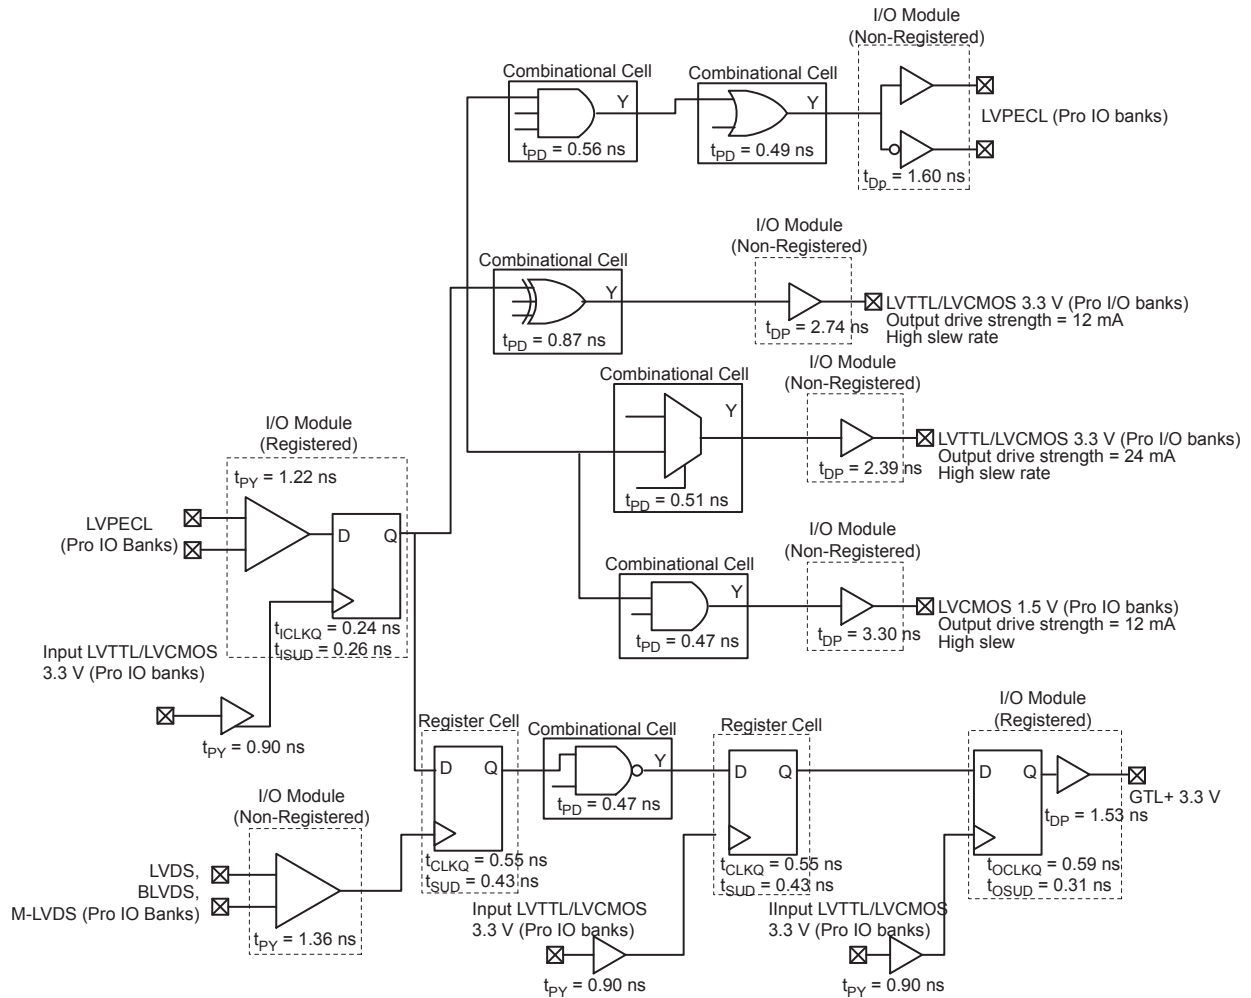 I/O Module
(Non-Registered)
Combinational Cell
Y
tPD = 0.56 ns
Combinational Cell
Y
tPD = 0.49 ns
LVPECL (Pro IO banks)
tDp = 1.60 ns
I/O Module
(Non-Registered)
Combinational Cell
Y
tPD = 0.87 ns
tDP = 2.74 ns
LVTTL/LVCMOS 3.3 V (Pro I/O banks)
Output drive strength = 12 mA
High slew rate
I/O Module
(Non-Registered)
Combinational Cell
Y
tPD = 0.51 ns
tDP = 2.39 ns
LVTTL/LVCMOS 3.3 V (Pro I/O banks)
Output drive strength = 24 mA
High slew rate
I/O Module
(Registered)
tPY = 1.22 ns
LVPECL
(Pro IO Banks)
D
Q
tICLKQ = 0.24 ns
tISUD = 0.26 ns
I/O Module
(Non-Registered)
Combinational Cell
Y
tPD = 0.47 ns
tDP = 3.30 ns
LVCMOS 1.5 V (Pro IO banks)
Output drive strength = 12 mA
High slew
Input LVTTL/LVCMOS
3.3 V (Pro IO banks)
tPY = 0.90 ns
Register Cell
D
Q
tCLKQ = 0.55 ns
tSUD = 0.43 ns
Combinational Cell
Y
tPD = 0.47 ns
Register Cell
D
Q
tCLKQ = 0.55 ns
tSUD = 0.43 ns
I/O Module
(Registered)
D
Q
tDP = 1.53 ns
GTL+ 3.3 V
tOCLKQ = 0.59 ns
tOSUD = 0.31 ns
I/O Module
(Non-Registered)
LVDS,
BLVDS,
M-LVDS (Pro IO Banks)
tPY = 1.36 ns
Input LVTTL/LVCMOS
3.3 V (Pro IO banks)
tPY = 0.90 ns
IInput LVTTL/LVCMOS
3.3 V (Pro IO banks)
tPY = 0.90 ns